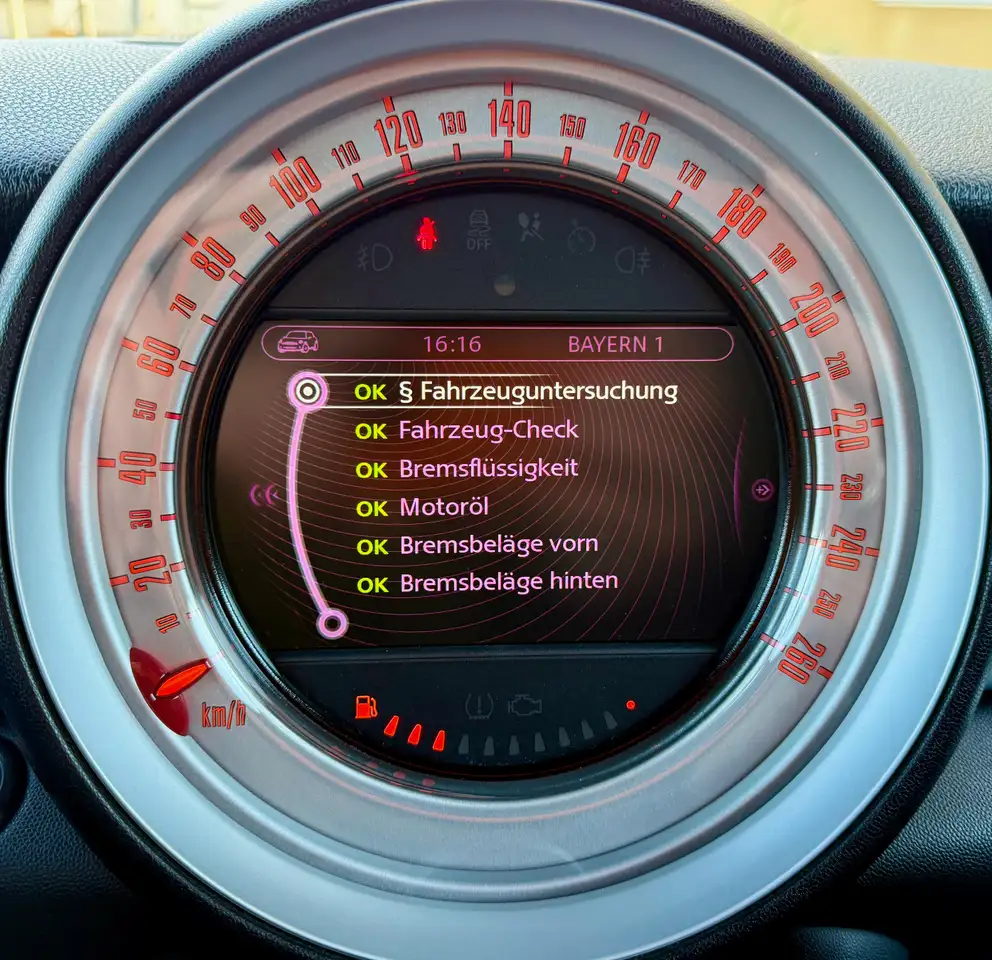 10
20
30
40
50
60
70
80
90
100
110
120
130
140
150
160
170
180
190
200
210
220
230
240
250
260
km/h
OFF
16:16 BAYERN 1
OK § Fahrzeuguntersuchung
OK Fahrzeug-Check
OK Bremsflüssigkeit
OK Motoröl
OK Bremsbeläge vorn
OK Bremsbeläge hinten